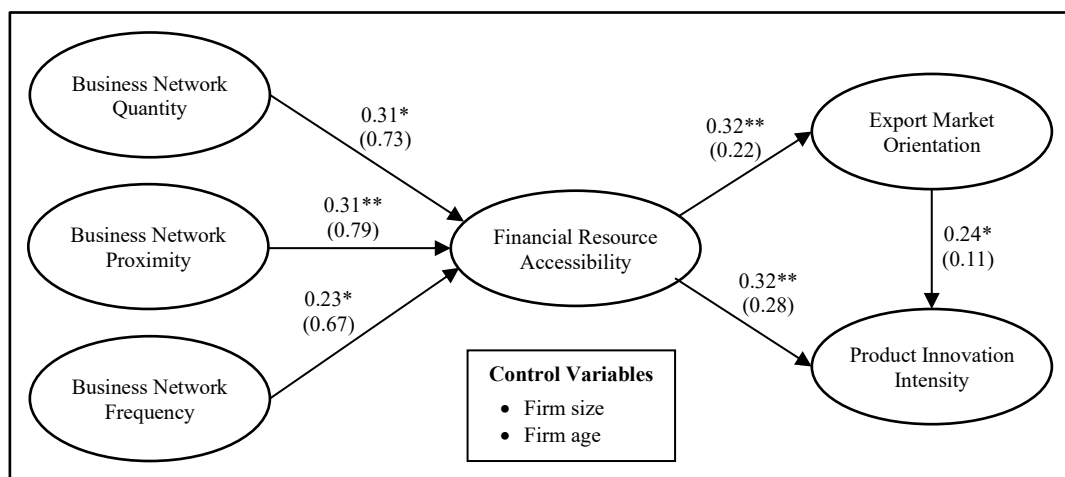 Business Network
Quantity
0.31*
(0.73)
Business Network
Proximity
0.31**
(0.79)
Business Network
Frequency
0.23*
(0.67)
Financial Resource
Accessibility
0.32**
(0.22)
0.32**
(0.28)
Export Market
Orientation
0.24*
(0.11)
Product Innovation
Intensity
Control Variables
• Firm size
• Firm age